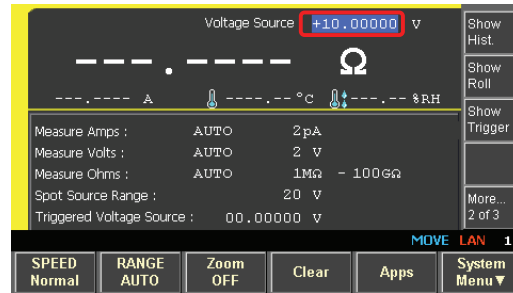 Voltage Source +10.00000 V
---.---- Ω
---.---- A ----.-- °C ---.---- %RH
Measure Amps : AUTO 2pA
Measure Volts : AUTO 2 V
Measure Ohms : AUTO 1MΩ - 100GΩ
Spot Source Range : 20 V
Triggered Voltage Source : 00.00000 V
Show Hist.
Show Roll
Show Trigger
More... 2 of 3
MOVE LAN 1
SPEED Normal
RANGE AUTO
Zoom OFF
Clear
Apps
System Menu▼